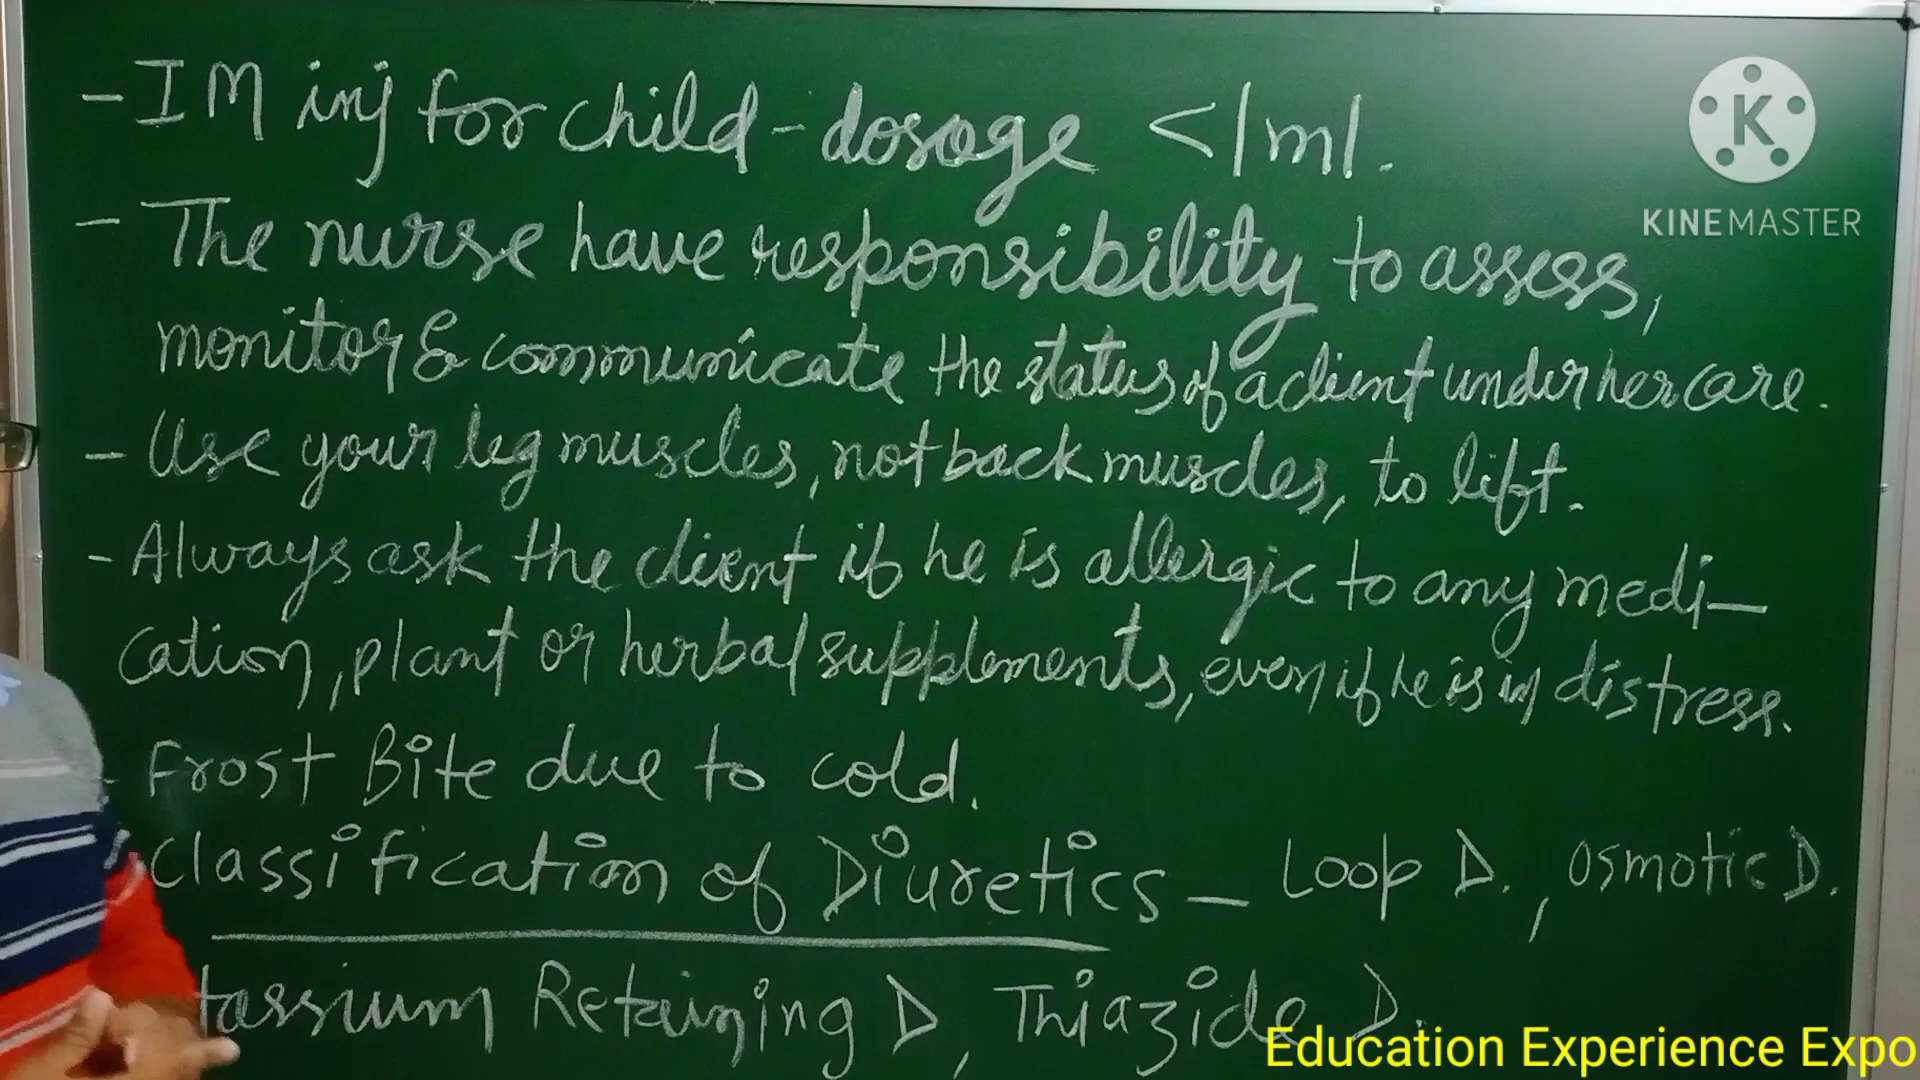 - IM inj for child - dosage <1ml.
- The nurse have responsibility to assess,
monitor & communicate the status of a client under her care.
- Use your leg muscles, not back muscles, to lift.
- Always ask the client if he is allergic to any medi-
cation, plant or herbal supplements, even if he is in distress.
- Frost Bite due to cold.
Classification of Diuretics - Loop D., Osmotic D.
tassium Retaining D, Thiazide D.
K
KINEMASTER
Education Experience Expo